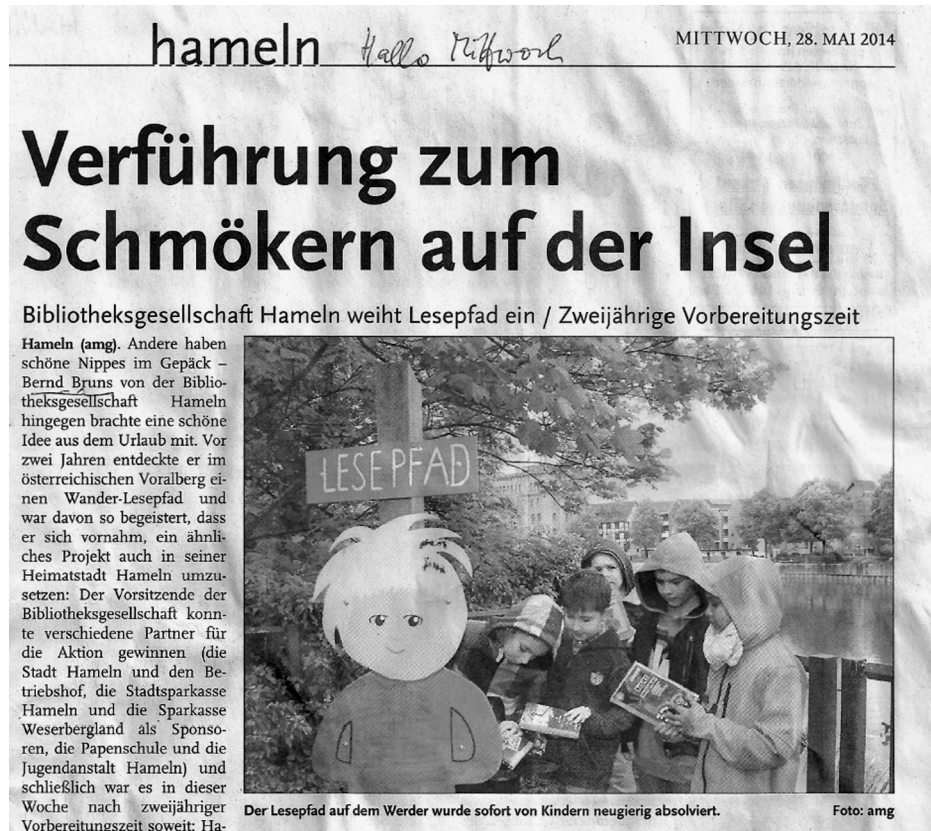 hameln Hallo Mittwoch MITTWOCH, 28. MAI 2014
Verführung zum
Schmökern auf der Insel
Bibliotheksgesellschaft Hameln weiht Lesepfad ein / Zweijährige Vorbereitungszeit
Hameln (amg). Andere haben
schöne Nippes im Gepäck –
Bernd Bruns von der Biblio-
theksgesellschaft Hameln
hingegen brachte eine schöne
Idee aus dem Urlaub mit. Vor
zwei Jahren entdeckte er im
österreichischen Voralberg ei-
nen Wander-Lesepfad und
war davon so begeistert, dass
er sich vornahm, ein ähnli-
ches Projekt auch in seiner
Heimatstadt Hameln umzu-
setzen: Der Vorsitzende der
Bibliotheksgesellschaft konn-
te verschiedene Partner für
die Aktion gewinnen (die
Stadt Hameln und den Be-
triebshof, die Stadtsparkasse
Hameln und die Sparkasse
Weserbergland als Sponso-
ren, die Papenschule und die
Jugendanstalt Hameln) und
schließlich war es in dieser
Woche nach zweijähriger
Vorbereitungszeit soweit: Ha-
LESEPFAD
Der Lesepfad auf dem Werder wurde sofort von Kindern neugierig absolviert. Foto: amg